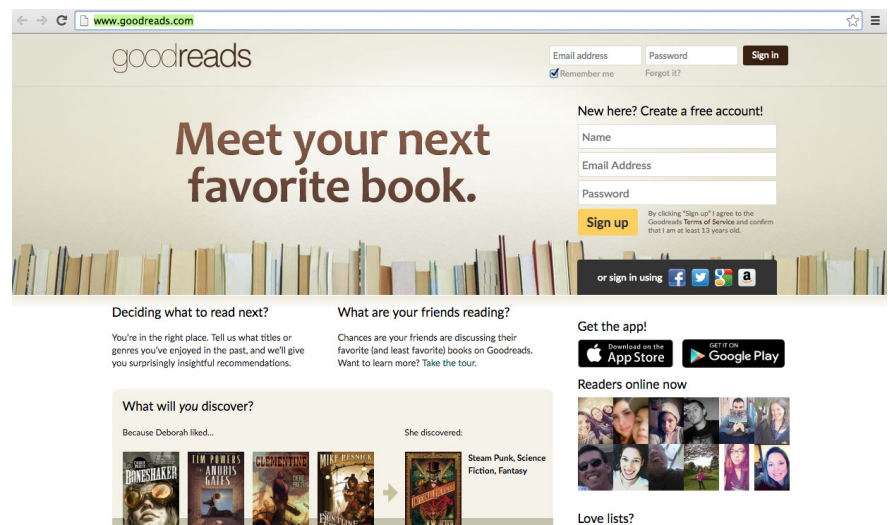 www.goodreads.com
goodreads
Email address
Password
Sign in
Remember me
Forgot it?
Meet your next
favorite book.
New here? Create a free account!
Name
Email Address
Password
Sign up
By clicking "Sign up" I agree to the
Goodreads Terms of Service and confirm
that I am at least 13 years old.
or sign in using
Deciding what to read next?
You're in the right place. Tell us what titles or
genres you've enjoyed in the past, and we'll give
you surprisingly insightful recommendations.
What are your friends reading?
Chances are your friends are discussing their
favorite (and least favorite) books on Goodreads.
Want to learn more? Take the tour.
Get the app!
Download on the
App Store
GET IT ON
Google Play
Readers online now
What will you discover?
Because Deborah liked...
She discovered:
BONESHAKER
TIM POWERS
THE
ANUBIS
GATES
CLEMENTINE
MIKE RESNICK
Steam Punk, Science
Fiction, Fantasy
Love lists?